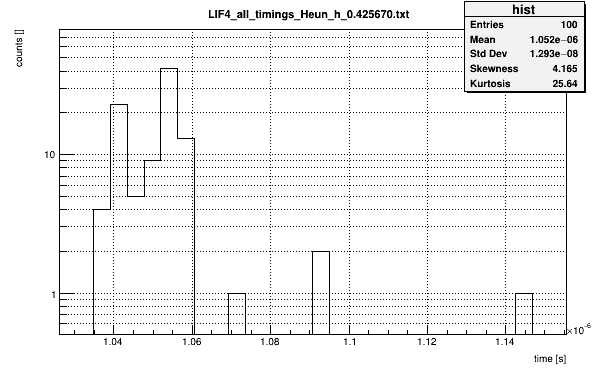 LIF4_all_timings_Heun_h_0.425670.txt
hist
Entries 100
Mean 1.052e−06
Std Dev 1.293e−08
Skewness 4.165
Kurtosis 25.64
counts []
10
1
1.04 1.06 1.08 1.1 1.12 1.14
×10⁻⁶
time [s]